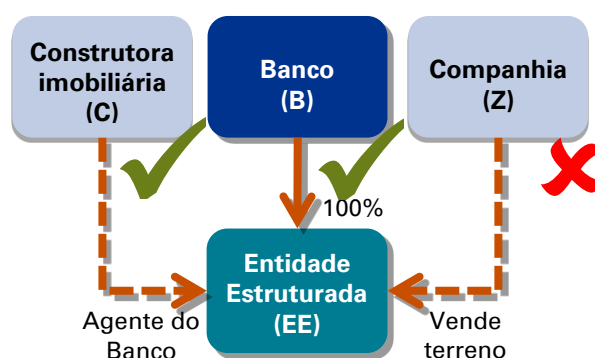 Construtora
imobiliária
(C)
Banco
(B)
Companhia
(Z)
100%
Entidade
Estruturada
(EE)
Agente do
Banco
Vende
terreno